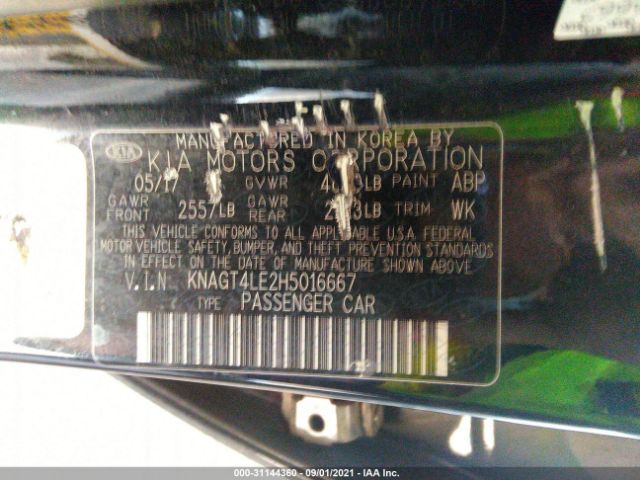 MANUFACTURED IN KOREA BY
KIA KIA MOTORS CORPORATION
05/17 GVWR LB PAINT ABP
GAWR FRONT 2557LB GAWR REAR LB TRIM WK
THIS VEHICLE CONFORMS TO ALL APPLICABLE U.S.A. FEDERAL
MOTOR VEHICLE SAFETY, BUMPER, AND THEFT PREVENTION STANDARDS
IN EFFECT ON THE DATE OF MANUFACTURE SHOWN ABOVE.
V.I.N KNAGT4LE2H5016667
TYPE PASSENGER CAR
000-31144360 - 09/01/2021 - IAAI.COM